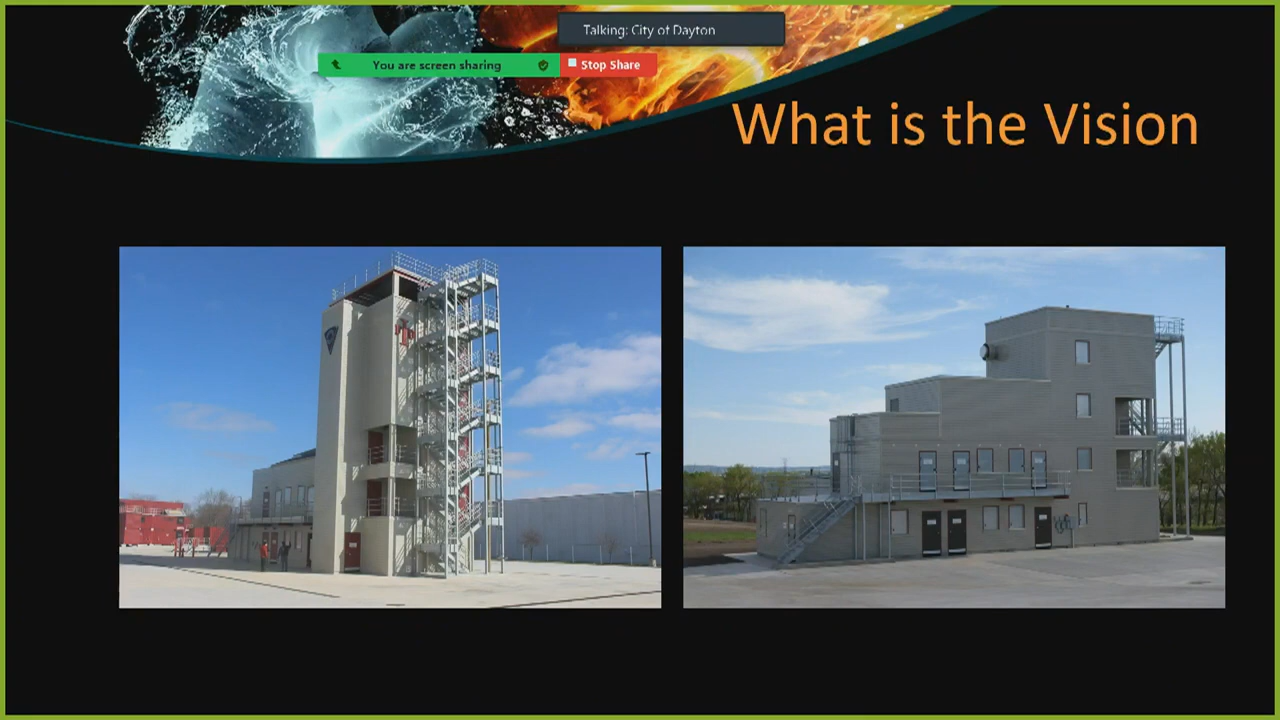 Talking: City of Dayton
You are screen sharing
Stop Share
What is the Vision